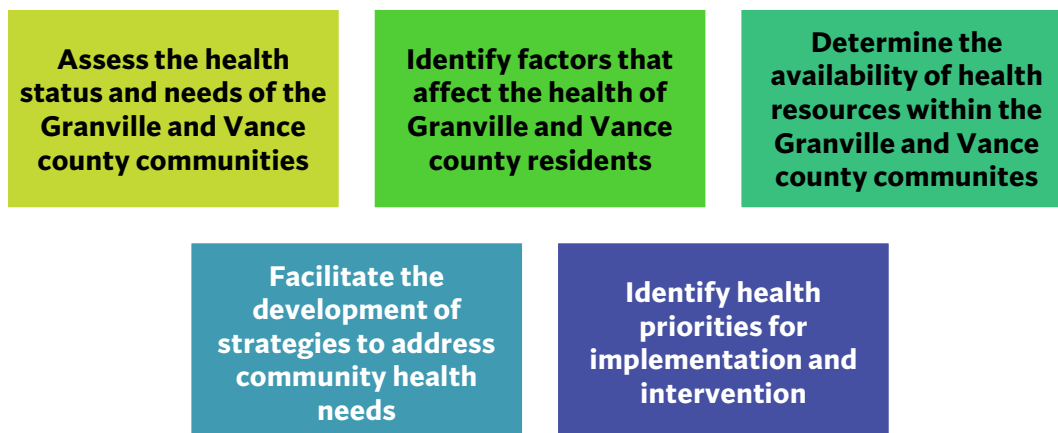 Assess the health
status and needs of the
Granville and Vance
county communities
Identify factors that
affect the health of
Granville and Vance
county residents
Determine the
availability of health
resources within the
Granville and Vance
county communites
Facilitate the
development of
strategies to address
community health
needs
Identify health
priorities for
implementation and
intervention